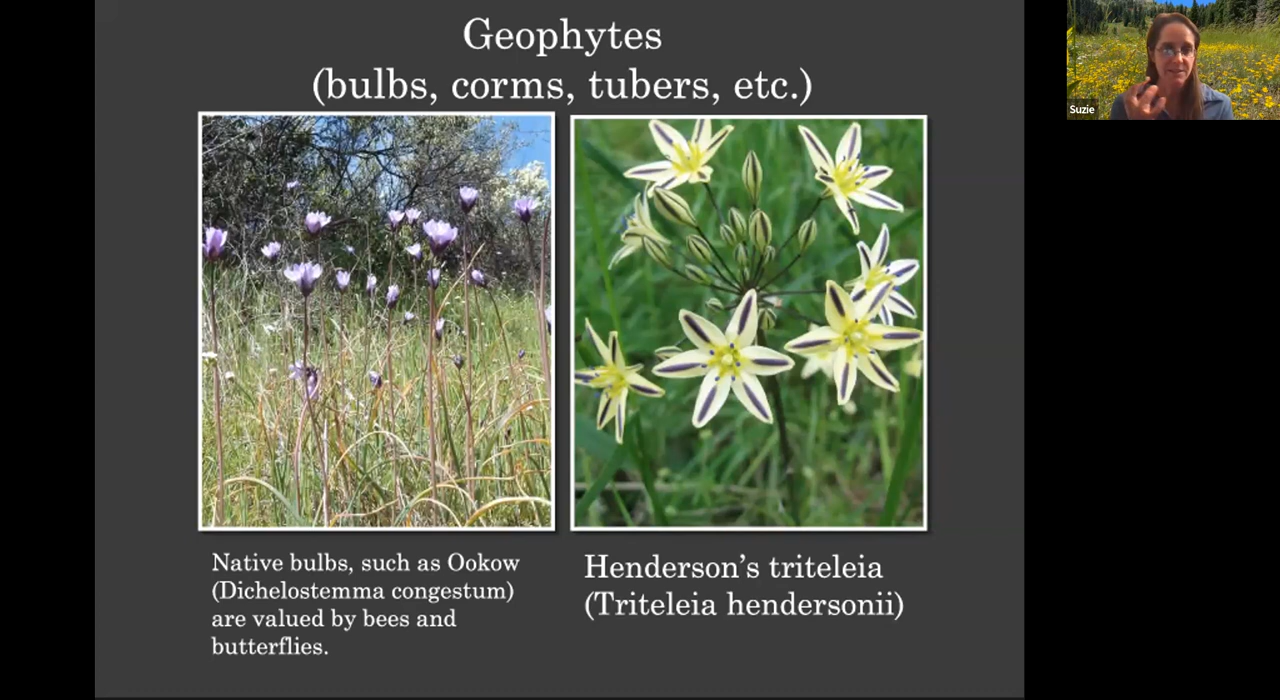 Geophytes
(bulbs, corms, tubers, etc.)
Suzie
Native bulbs, such as Ookow
(Dichelostemma congestum)
are valued by bees and
butterflies.
Henderson’s triteleia
(Triteleia hendersonii)